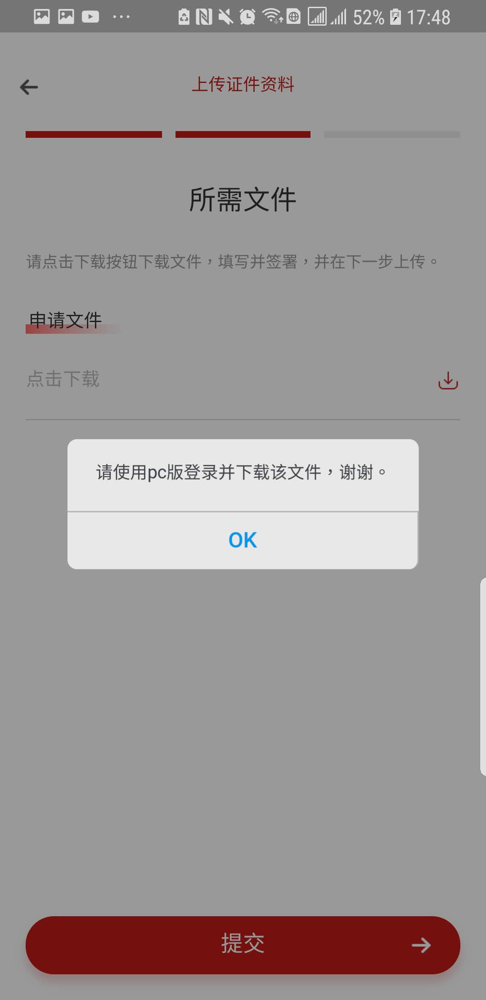 52% 17:48
上传证件资料
所需文件
请点击下载按钮下载文件，填写并签署，并在下一步上传。
申请文件
点击下载
请使用pc版登录并下载该文件，谢谢。
OK
提交